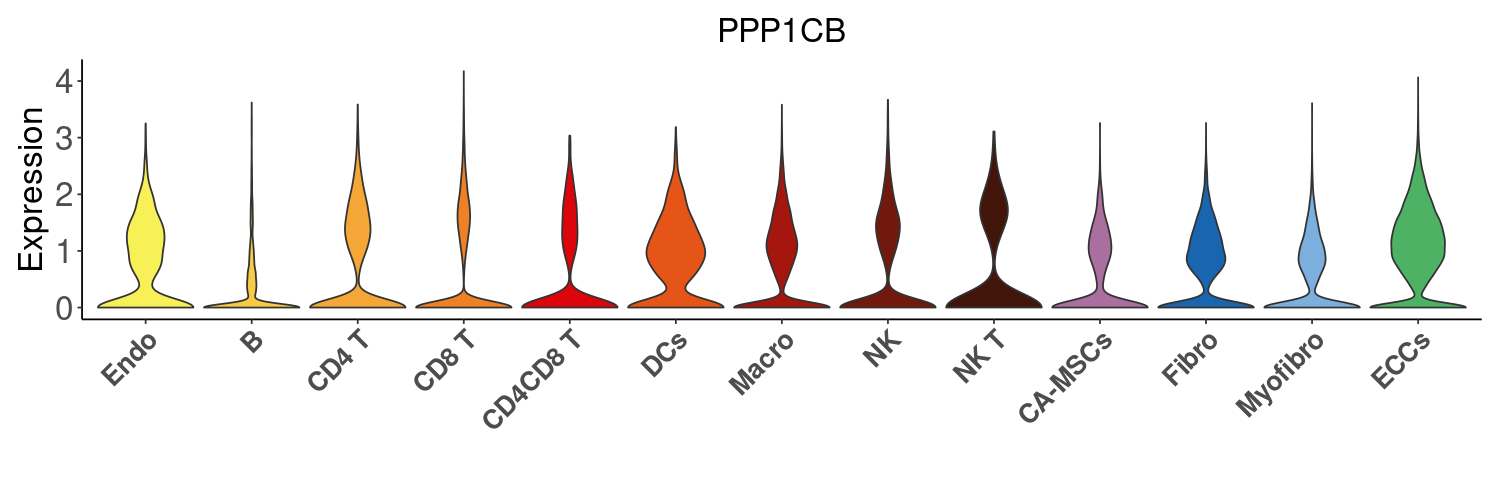 PPP1CB
Expression
4
3
2
1
0
Endo
B
CD4 T
CD8 T
CD4CD8 T
DCs
Macro
NK
NK T
CA-MSCs
Fibro
Myofibro
ECCs